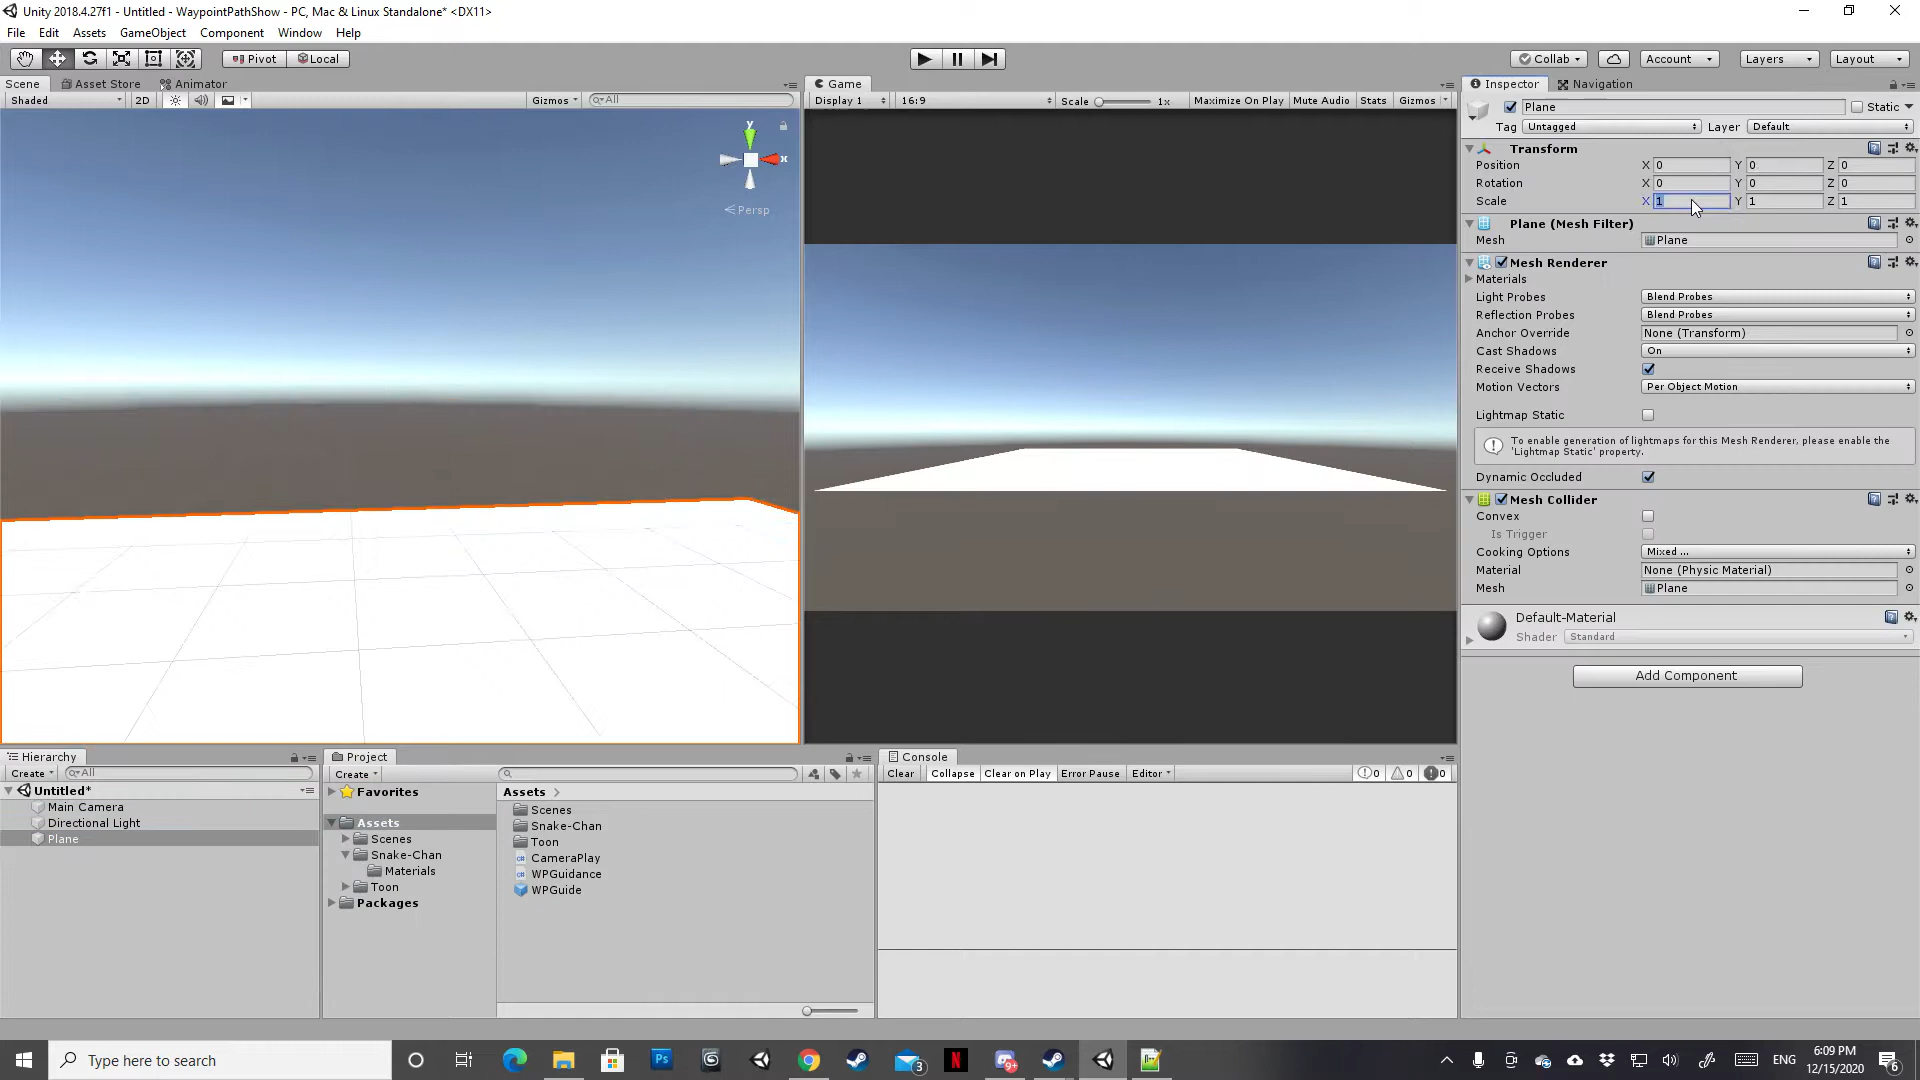 Unity 2018.4.27f1 - Untitled - WaypointPathShow - PC, Mac & Linux Standalone* <DX11>
File Edit Assets GameObject Component Window Help
Pivot Local Collab Account Layers Layout
Scene Asset Store Animator Game Inspector Navigation
Shaded 2D Gizmos All Display 1 16:9 Scale 1x Maximize On Play Mute Audio Stats Gizmos
Plane Static
Tag Untagged Layer Default
Transform
Position X 0 Y 0 Z 0
Rotation X 0 Y 0 Z 0
Scale X 1 Y 1 Z 1
y
x
Persp
Plane (Mesh Filter)
Mesh Plane
Mesh Renderer
Materials
Light Probes Blend Probes
Reflection Probes Blend Probes
Anchor Override None (Transform)
Cast Shadows On
Receive Shadows
Motion Vectors Per Object Motion
Lightmap Static
To enable generation of lightmaps for this Mesh Renderer, please enable the
'Lightmap Static' property.
Dynamic Occluded
Mesh Collider
Convex
Is Trigger
Cooking Options Mixed ...
Material None (Physic Material)
Mesh Plane
Default-Material
Shader Standard
Add Component
Hierarchy
Create All
Untitled*
Main Camera
Directional Light
Plane
Project
Create
Favorites
Assets
Scenes
Snake-Chan
Materials
Toon
Packages
Assets
Scenes
Snake-Chan
Toon
CameraPlay
WPGuidance
WPGuide
Console
Clear Collapse Clear on Play Error Pause Editor 0 0 0
Type here to search
Ps
3
N
9+
ENG
6:09 PM
12/15/2020
6